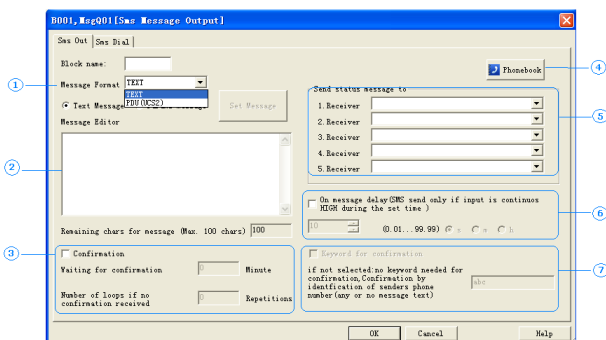 B001,MsgQ01[Sms Message Output]
Sms Out Sms Dial
Block name:
Phonebook
4
1
Message Format TEXT
TEXT
PDU(UCS2)
Text Message
Set Message
Message Editor
Send status message to
5
1.Receiver
2.Receiver
3.Receiver
4.Receiver
5.Receiver
2
On message delay(SMS send only if input is continuos
HIGH during the set time )
6
10 (0.01...99.99) s h
Remaining chars for message (Max. 100 chars) 100
3
Confirmation
Waiting for confirmation 0 Minute
Number of loops if no
confirmation received 0 Repetitions
Keyword for confirmation
7
if not selected:no keyword needed for
confirmation,Confirmation by
identfication of senders phone
number(any or no message text)
abc
OK Cancel Help